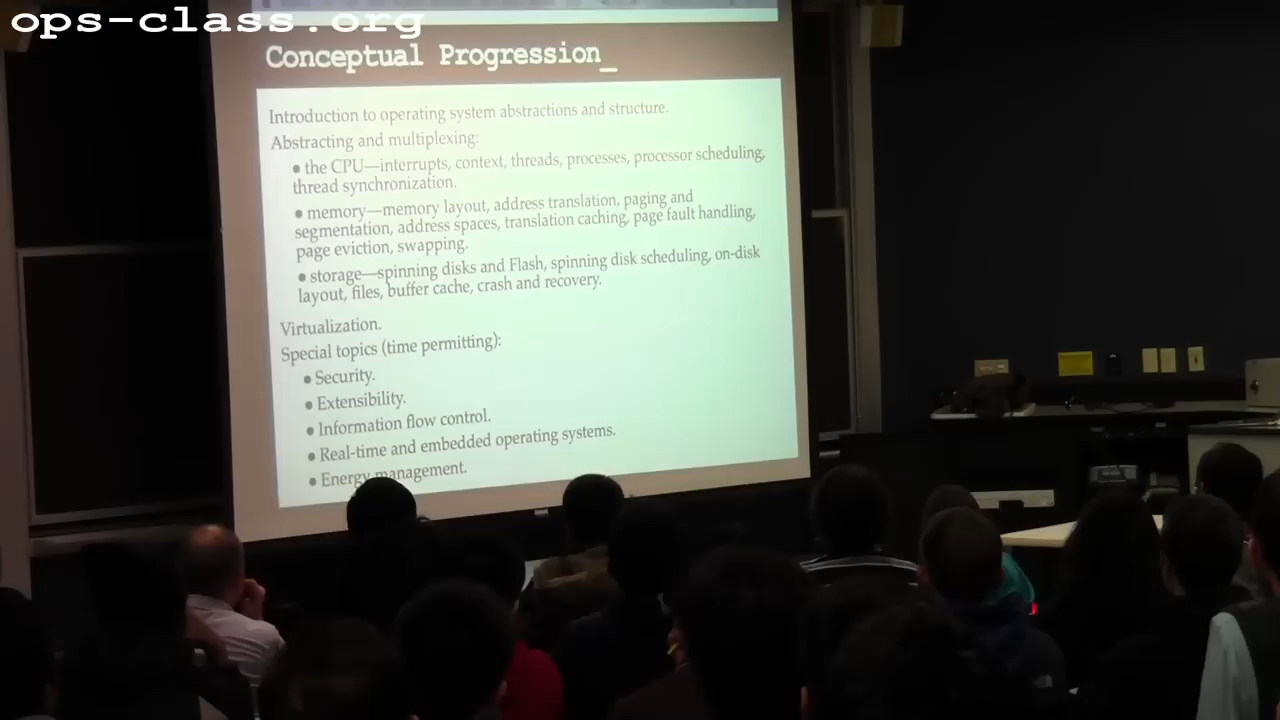 ops-class.org
Conceptual Progression_
Introduction to operating system abstractions and structure.
Abstracting and multiplexing:
• the CPU—interrupts, context, threads, processes, processor scheduling,
thread synchronization.
• memory—memory layout, address translation, paging and
segmentation, address spaces, translation caching, page fault handling,
page eviction, swapping.
• storage—spinning disks and Flash, spinning disk scheduling, on-disk
layout, files, buffer cache, crash and recovery.
Virtualization.
Special topics (time permitting):
• Security.
• Extensibility.
• Information flow control.
• Real-time and embedded operating systems.
• Energy management.